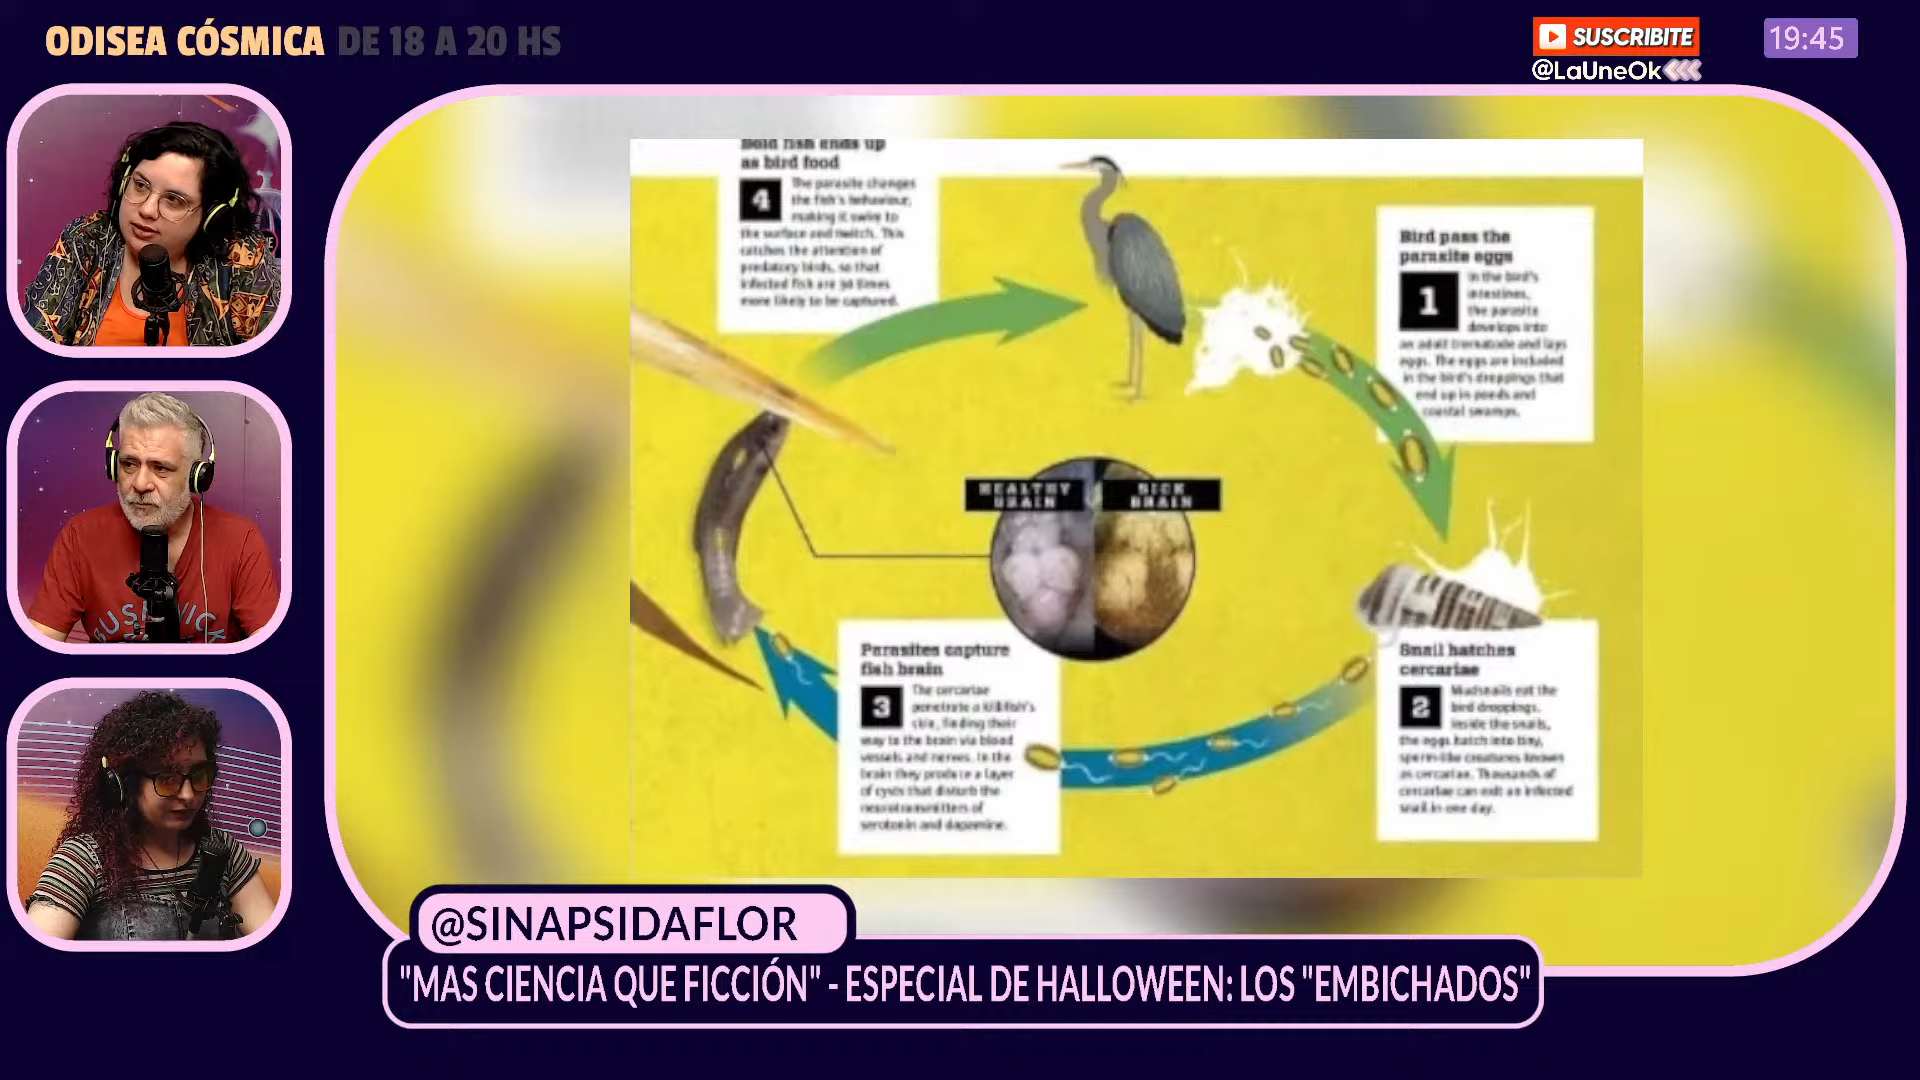 ODISEA CÓSMICA DE 18 A 20 HS
SUSCRIBITE
@LaUneOk
19:45
Bold fish ends up
as bird food
4
The parasite changes
the fish's behaviour,
making it swim to
the surface and twitch. This
catches the attention of
predatory birds, so that
infected fish are 30 times
more likely to be captured.
Bird pass the
parasite eggs
1
In the bird's
intestines,
the parasite
develops into
an adult trematode and lays
eggs. The eggs are included
in the bird's droppings that
end up in ponds and
coastal swamps.
HEALTHY
BRAIN
SICK
BRAIN
Parasites capture
fish brain
3
The cercariae
penetrate a killifish's
skin, finding their
way to the brain via blood
vessels and nerves. In the
brain they produce a layer
of cysts that disturb the
neurotransmitters of
serotonin and dopamine.
Snail hatches
cercariae
2
Mudsnails eat the
bird droppings.
Inside the snails,
the eggs hatch into tiny,
sperm-like creatures known
as cercariae. Thousands of
cercariae can exit an infected
snail in one day.
@SINAPSIDAFLOR
"MAS CIENCIA QUE FICCIÓN" - ESPECIAL DE HALLOWEEN: LOS "EMBICHADOS"